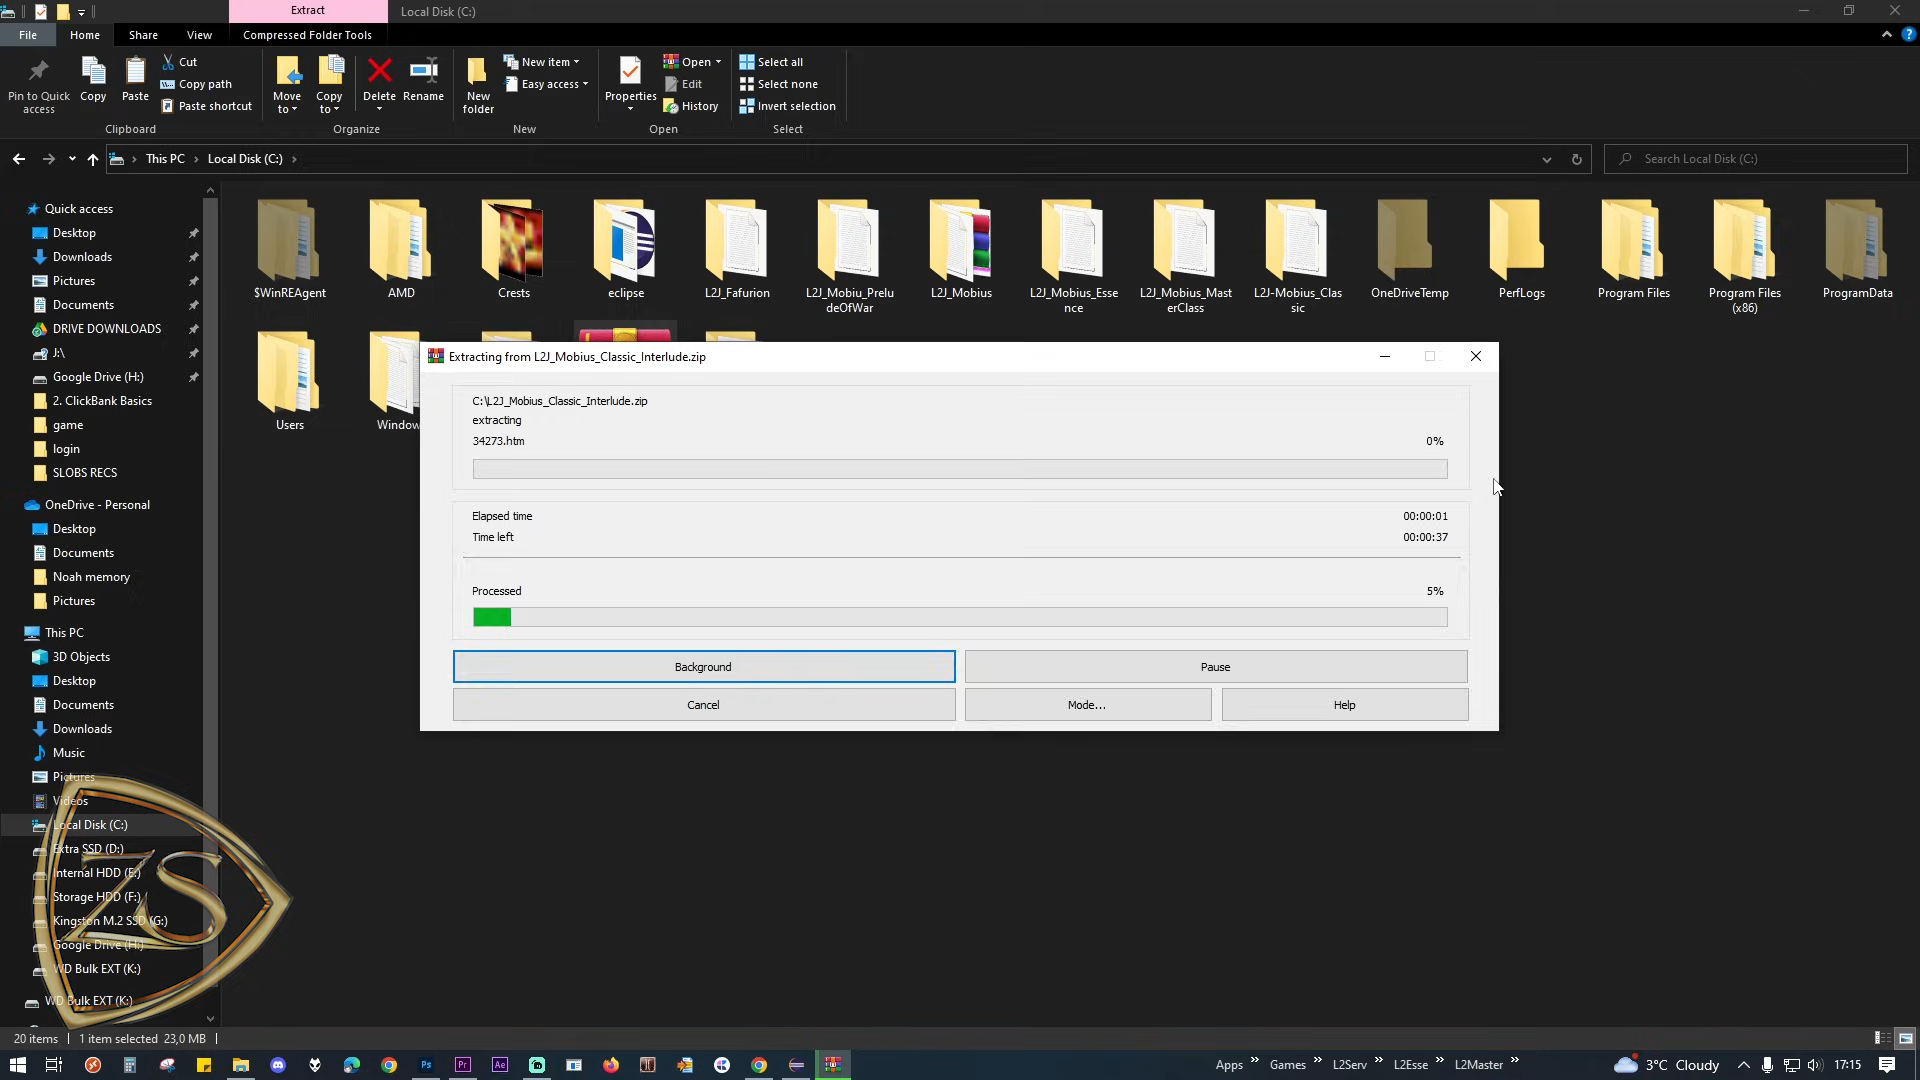 Extract
Local Disk (C:)
File
Home
Share
View
Compressed Folder Tools
Pin to Quick access
Copy
Paste
Cut
Copy path
Paste shortcut
Clipboard
Move to
Copy to
Delete
Rename
Organize
New folder
New item
Easy access
New
Properties
Open
Edit
History
Open
Select all
Select none
Invert selection
Select
This PC > Local Disk (C:) >
Search Local Disk (C:)
Quick access
Desktop
Downloads
Pictures
Documents
DRIVE DOWNLOADS
J:\
Google Drive (H:)
2. ClickBank Basics
game
login
SLOBS RECS
OneDrive - Personal
Desktop
Documents
Noah memory
Pictures
This PC
3D Objects
Desktop
Documents
Downloads
Music
Pictures
Videos
Local Disk (C:)
Extra SSD (D:)
Internal HDD (E:)
Storage HDD (F:)
Kingston M.2 SSD (G:)
Google Drive (H:)
WD Bulk EXT (K:)
WD Bulk EXT (K:)
ZS
$WinREAgent
AMD
Crests
eclipse
L2J_Fafurion
L2J_Mobiu_PreludeOfWar
L2J_Mobius
L2J_Mobius_Essence
L2J_Mobius_MasterClass
L2J-Mobius_Classic
OneDriveTemp
PerfLogs
Program Files
Program Files (x86)
ProgramData
Users
Window
Extracting from L2J_Mobius_Classic_Interlude.zip
C:\L2J_Mobius_Classic_Interlude.zip
extracting
34273.htm
0%
Elapsed time
00:00:01
Time left
00:00:37
Processed
5%
Background
Pause
Cancel
Mode...
Help
20 items
1 item selected 23,0 MB
Apps
Games
L2Serv
L2Esse
L2Master
3°C Cloudy
17:15